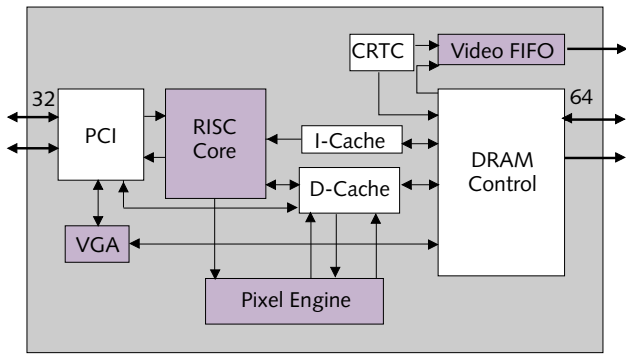 CRTC
Video FIFO
32
64
PCI
RISC
Core
I-Cache
DRAM
Control
D-Cache
VGA
Pixel Engine